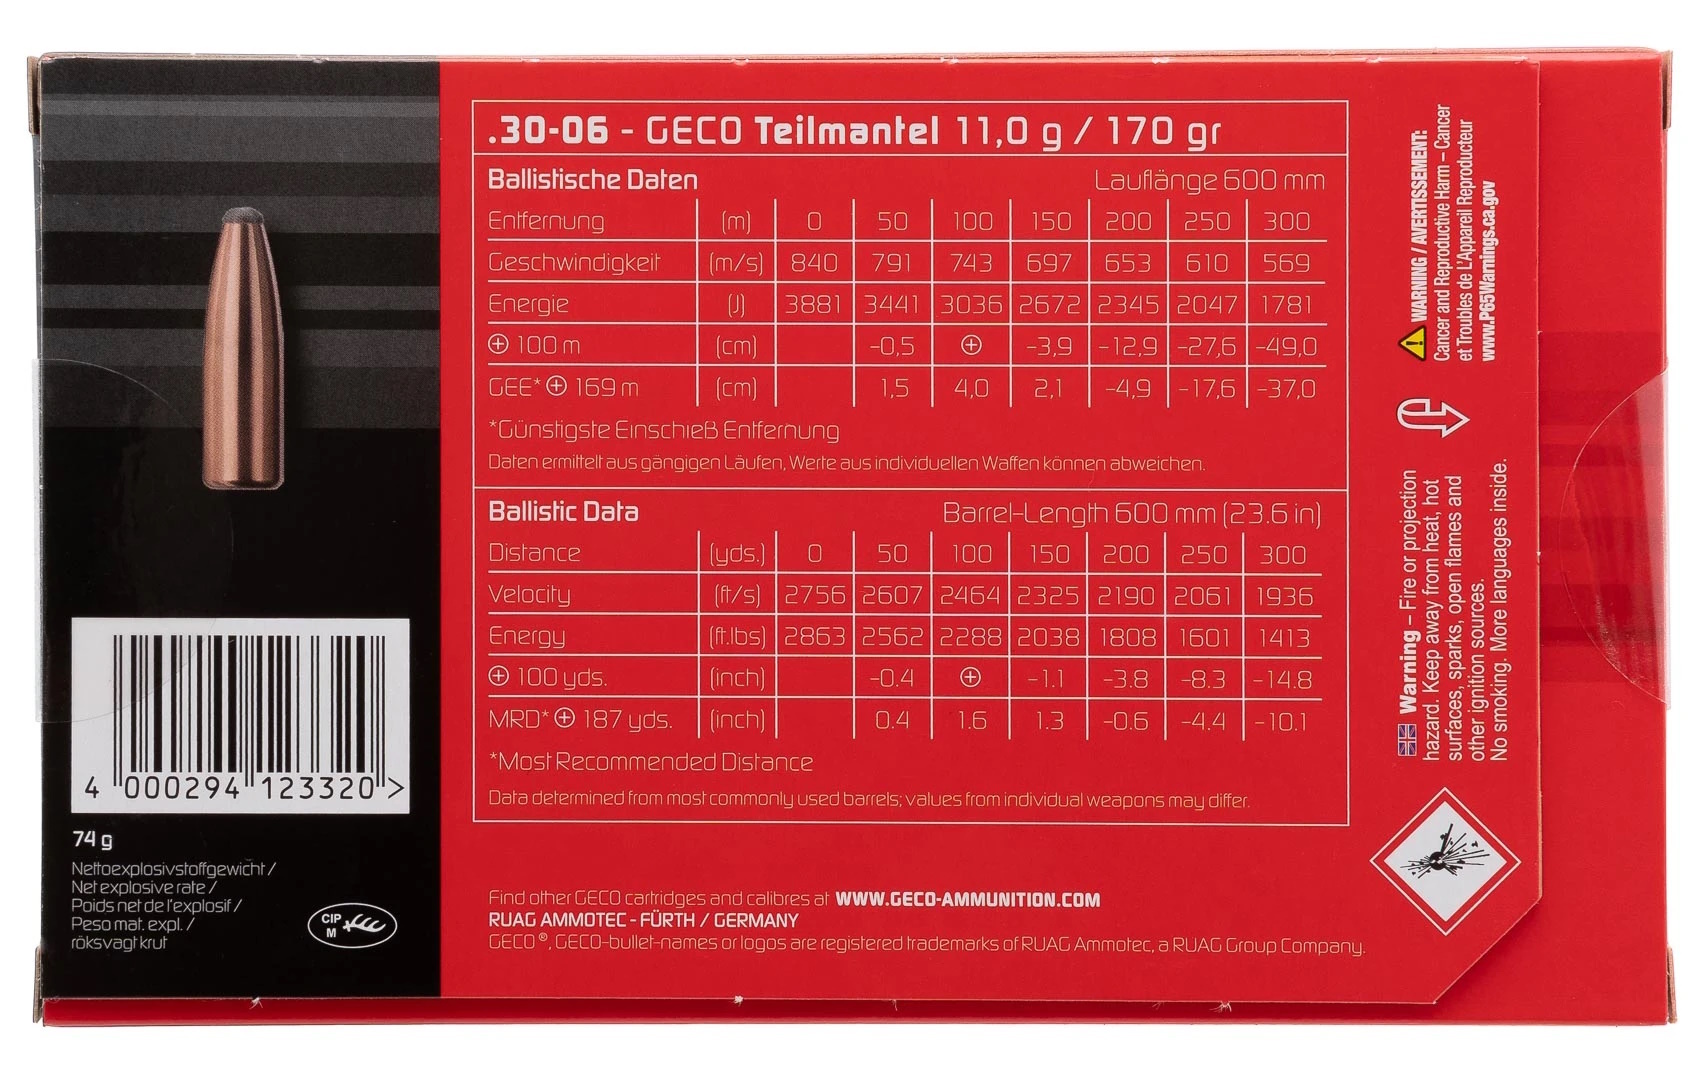 .30-06 - GECO Teilmantel 11,0 g / 170 gr
Ballistische Daten Lauflänge 600 mm
Entfernung (m) 0 50 100 150 200 250 300
Geschwindigkeit (m/s) 840 791 743 697 653 610 569
Energie (J) 3881 3441 3036 2672 2345 2047 1781
⊕ 100 m (cm) -0,5 ⊕ -3,9 -12,9 -27,6 -49,0
GEE* ⊕ 169 m (cm) 1,5 4,0 2,1 -4,9 -17,6 -37,0
*Günstigste Einschieß Entfernung
Daten ermittelt aus gängigen Läufen, Werte aus individuellen Waffen können abweichen.
Ballistic Data Barrel-Length 600 mm (23.6 in)
Distance (yds.) 0 50 100 150 200 250 300
Velocity (ft/s) 2756 2607 2464 2325 2190 2061 1936
Energy (ft.lbs) 2863 2562 2288 2038 1808 1601 1413
⊕ 100 yds. (inch) -0.4 ⊕ -1.1 -3.8 -8.3 -14.8
MRD* ⊕ 187 yds. (inch) 0.4 1.6 1.3 -0.6 -4.4 -10.1
*Most Recommended Distance
Data determined from most commonly used barrels; values from individual weapons may differ.
Find other GECO cartridges and calibres at WWW.GECO-AMMUNITION.COM
RUAG AMMOTEC - FÜRTH / GERMANY
GECO®, GECO-bullet-names or logos are registered trademarks of RUAG Ammotec, a RUAG Group Company.
4 000294 123320 >
74 g
Nettoexplosivstoffgewicht /
Net explosive rate /
Poids net de l'explosif /
Peso mat. expl. /
röksvagt krut
CIP
M
WARNING / AVERTISSEMENT:
Cancer and Reproductive Harm – Cancer
et Troubles de L'Appareil Reproducteur
www.P65Warnings.ca.gov
Warning – Fire or projection
hazard. Keep away from heat, hot
surfaces, sparks, open flames and
other ignition sources.
No smoking. More languages inside.